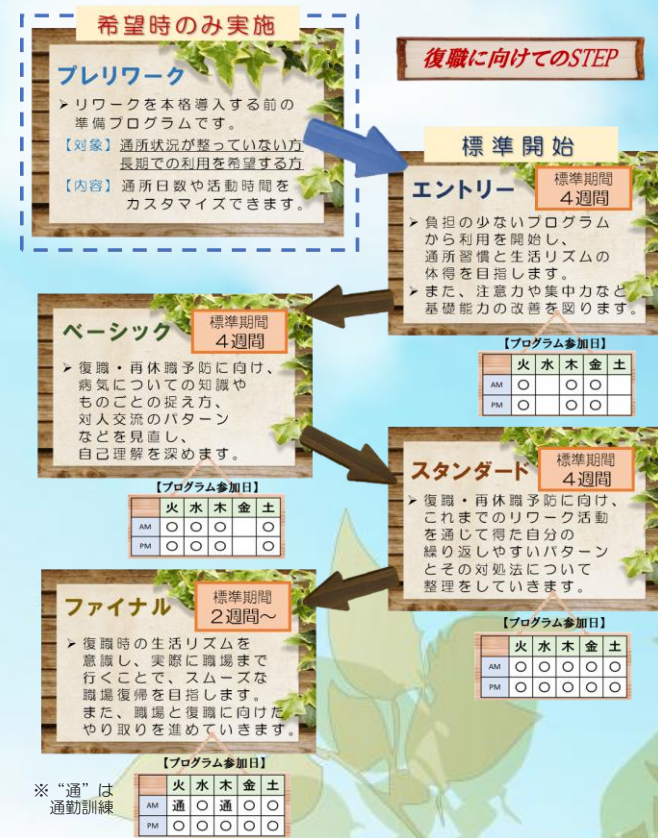 希望時のみ実施
プレリワーク
➢ リワークを本格導入する前の
準備プログラムです。
【対象】通所状況が整っていない方
長期での利用を希望する方
【内容】通所日数や活動時間を
カスタマイズできます。
復職に向けてのSTEP
標準開始
エントリー
標準期間
4週間
➢ 負担の少ないプログラム
から利用を開始し、
通所習慣と生活リズムの
体得を目指します。
➢ また、注意力や集中力など
基礎能力の改善を図ります。
【プログラム参加日】
火 水 木 金 土
AM ○ ○ ○
PM ○ ○ ○
ベーシック
標準期間
4週間
➢ 復職・再休職予防に向け、
病気についての知識や
ものごとの捉え方、
対人交流のパターン
などを見直し、
自己理解を深めます。
【プログラム参加日】
火 水 木 金 土
AM ○ ○ ○ ○
PM ○ ○ ○ ○
スタンダード
標準期間
4週間
➢ 復職・再休職予防に向け、
これまでのリワーク活動
を通じて得た自分の
繰り返しやすいパターン
とその対処法について
整理をしていきます。
【プログラム参加日】
火 水 木 金 土
AM ○ ○ ○ ○ ○
PM ○ ○ ○ ○ ○
ファイナル
標準期間
2週間～
➢ 復職時の生活リズムを
意識し、実際に職場まで
行くことで、スムーズな
職場復帰を目指します。
また、職場と復職に向けた
やり取りを進めていきます。
【プログラム参加日】
火 水 木 金 土
AM 通 ○ 通 ○ ○
PM ○ ○ ○ ○ ○
※“通”は
通勤訓練